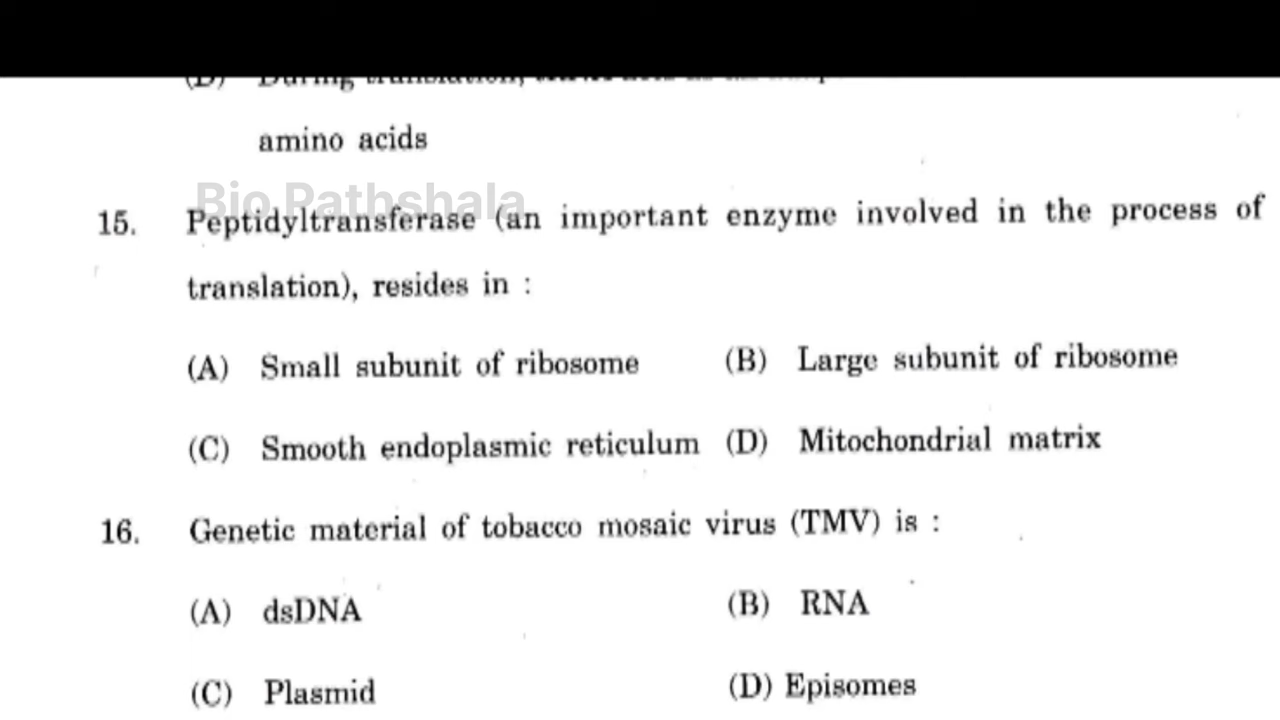 (D) During translation,
amino acids
Bio Pathshala
15. Peptidyltransferase (an important enzyme involved in the process of
translation), resides in :
(A) Small subunit of ribosome (B) Large subunit of ribosome
(C) Smooth endoplasmic reticulum (D) Mitochondrial matrix
16. Genetic material of tobacco mosaic virus (TMV) is :
(A) dsDNA (B) RNA
(C) Plasmid (D) Episomes